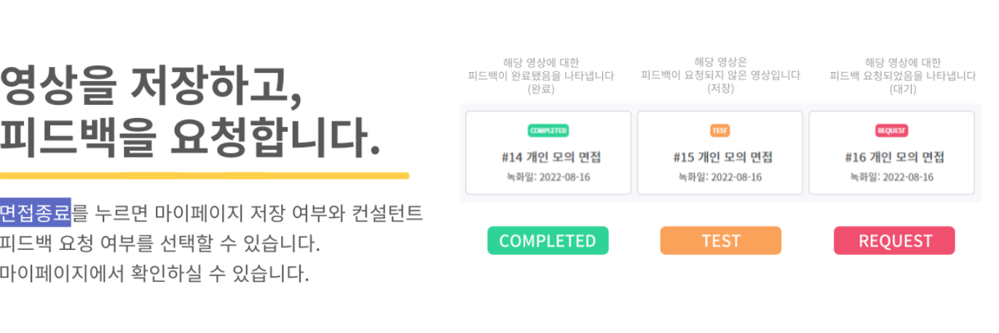 영상을 저장하고,
피드백을 요청합니다.
면접종료를 누르면 마이페이지 저장 여부와 컨설턴트
피드백 요청 여부를 선택할 수 있습니다.
마이페이지에서 확인하실 수 있습니다.
해당 영상에 대한
피드백이 완료됐음을 나타냅니다
(완료)
COMPLETED
#14 개인 모의 면접
녹화일: 2022-08-16
COMPLETED
해당 영상은
피드백이 요청되지 않은 영상입니다
(저장)
TEST
#15 개인 모의 면접
녹화일: 2022-08-16
TEST
해당 영상에 대한
피드백 요청되었음을 나타냅니다
(대기)
REQUEST
#16 개인 모의 면접
녹화일: 2022-08-16
REQUEST